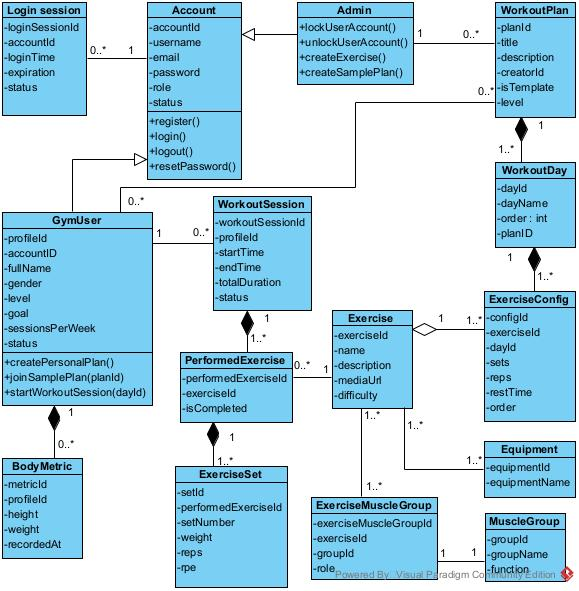 Login session
-loginSessionId
-accountId
-loginTime
-expiration
-status
0..*
1
Account
-accountId
-username
-email
-password
-role
-status
+register()
+login()
+logout()
+resetPassword()
Admin
+lockUserAccount()
+unlockUserAccount()
+createExercise()
+createSamplePlan()
1
0..*
WorkoutPlan
-planId
-title
-description
-creatorId
-isTemplate
-level
0..*
1
1..*
WorkoutDay
-dayId
-dayName
-order : int
-planID
1
1..*
0..*
GymUser
-profileId
-accountID
-fullName
-gender
-level
-goal
-sessionsPerWeek
-status
+createPersonalPlan()
+joinSamplePlan(planId)
+startWorkoutSession(dayId)
1
0..*
WorkoutSession
-workoutSessionId
-profileId
-startTime
-endTime
-totalDuration
-status
1
1..*
ExerciseConfig
-configId
-exerciseId
-dayId
-sets
-reps
-restTime
-order
Exercise
-exerciseId
-name
-description
-mediaUrl
-difficulty
1
1..*
PerformedExercise
-performedExerciseId
-exerciseId
-isCompleted
0..*
1
1
1..*
1..*
1..*
1
0..*
BodyMetric
-metricId
-profileId
-height
-weight
-recordedAt
ExerciseSet
-setId
-performedExerciseId
-setNumber
-weight
-reps
-rpe
1..*
1..*
Equipment
-equipmentId
-equipmentName
ExerciseMuscleGroup
-exerciseMuscleGroupId
-exerciseId
-groupId
-role
1
1
MuscleGroup
-groupId
-groupName
-function
Powered By Visual Paradigm Community Edition